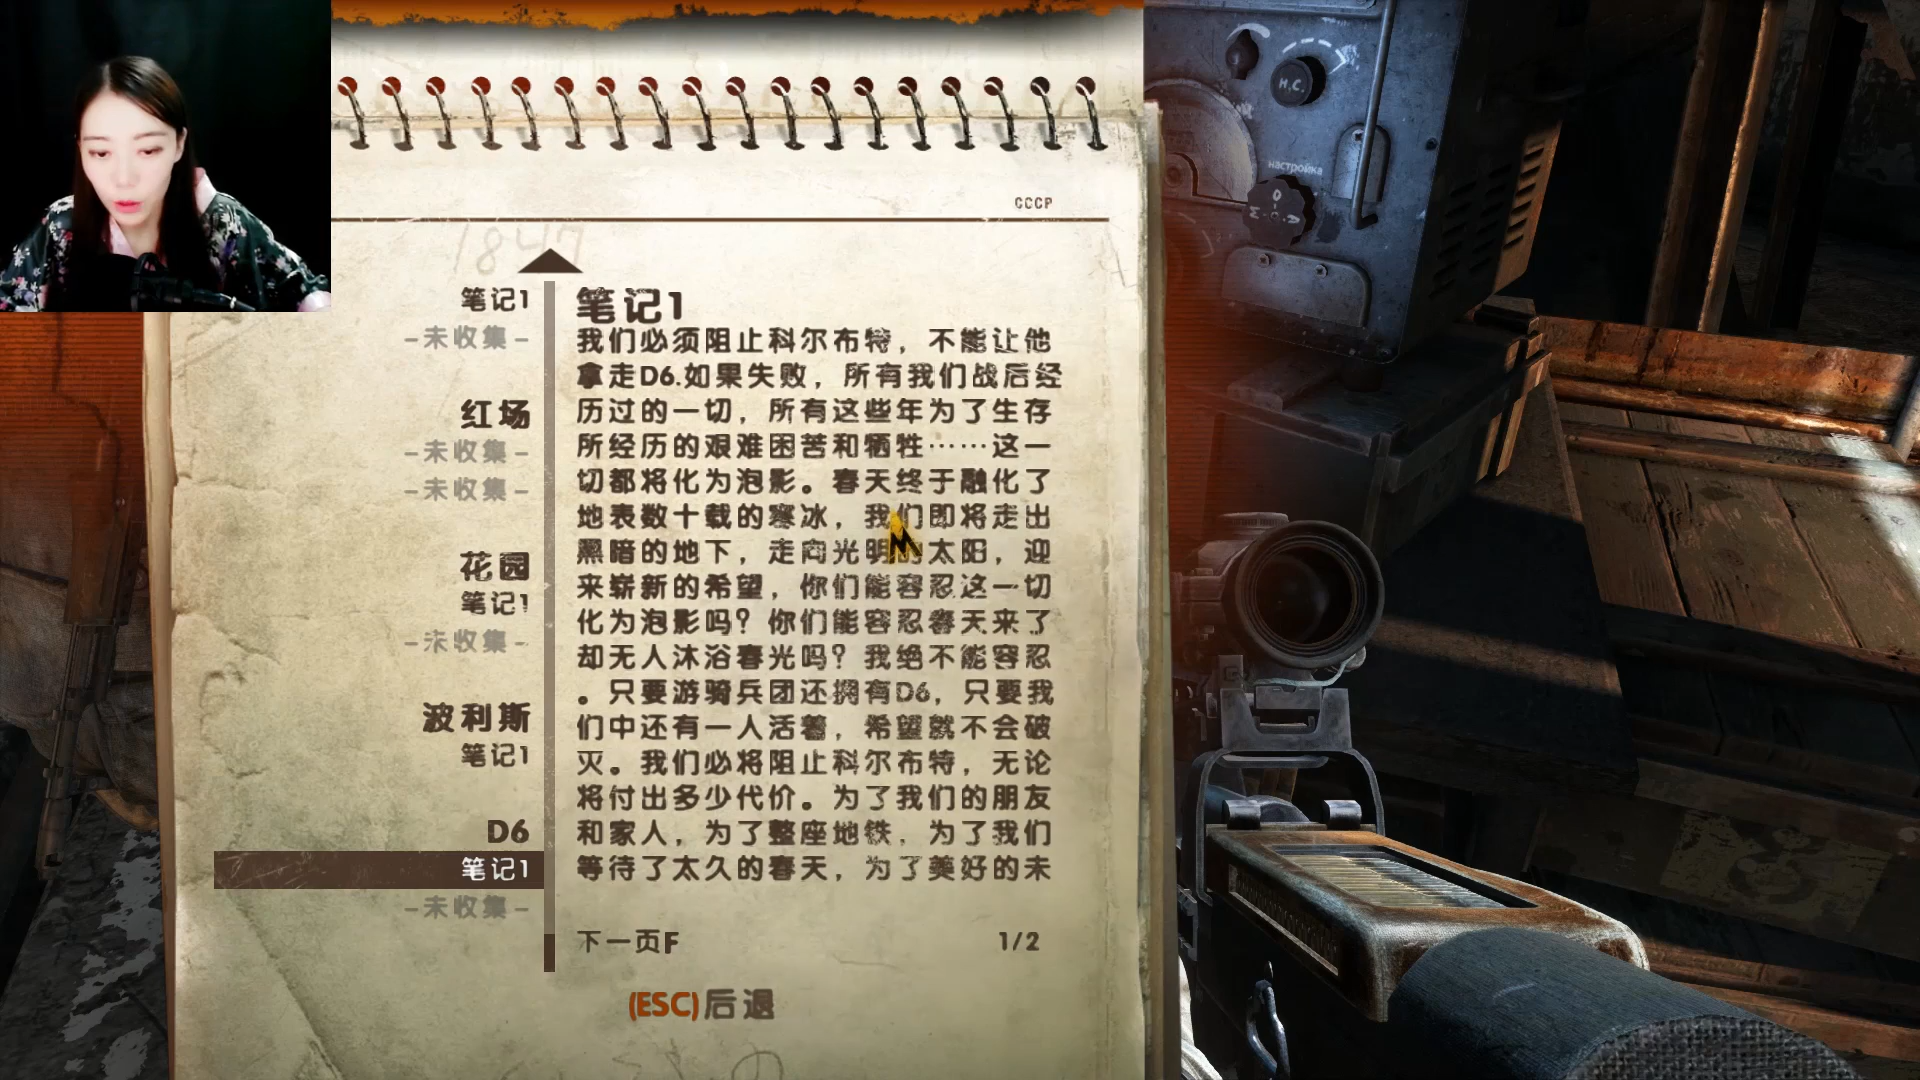 Н.С.
настройка
СССР
1847
笔记1
-未收集-
红场
-未收集-
-未收集-
花园
笔记1
-未收集-
波利斯
笔记1
D6
笔记1
-未收集-
笔记1
我们必须阻止科尔布特，不能让他
拿走D6.如果失败，所有我们战后经
历过的一切，所有这些年为了生存
所经历的艰难困苦和牺牲……这一
切都将化为泡影。春天终于融化了
地表数十载的寒冰，我们即将走出
黑暗的地下，走向光明的太阳，迎
来崭新的希望，你们能容忍这一切
化为泡影吗？你们能容忍春天来了
却无人沐浴春光吗？我绝不能容忍
。只要游骑兵团还拥有D6，只要我
们中还有一人活着，希望就不会破
灭。我们必将阻止科尔布特，无论
将付出多少代价。为了我们的朋友
和家人，为了整座地铁，为了我们
等待了太久的春天，为了美好的未
下一页F
1/2
(ESC)后退